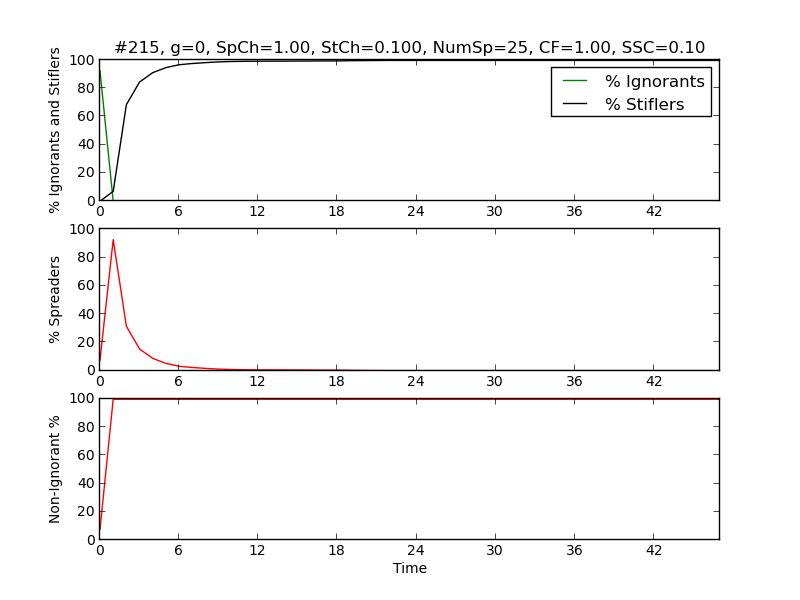 #215, g=0, SpCh=1.00, StCh=0.100, NumSp=25, CF=1.00, SSC=0.10
% Ignorants and Stiflers
100
80
60
40
20
0
% Ignorants
% Stiflers
0 6 12 18 24 30 36 42
% Spreaders
100
80
60
40
20
0
0 6 12 18 24 30 36 42
Non-Ignorant %
100
80
60
40
20
0
0 6 12 18 24 30 36 42
Time